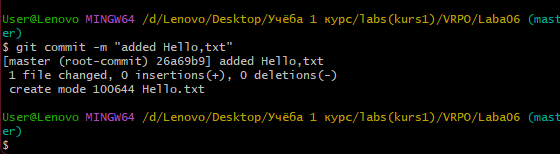 User@Lenovo MINGW64 /d/Lenovo/Desktop/Учёба 1 курс/labs(kurs1)/VRPO/Laba06 (mast
er)
$ git commit -m "added Hello,txt"
[master (root-commit) 26a69b9] added Hello,txt
 1 file changed, 0 insertions(+), 0 deletions(-)
 create mode 100644 Hello.txt
User@Lenovo MINGW64 /d/Lenovo/Desktop/Учёба 1 курс/labs(kurs1)/VRPO/Laba06 (mast
er)
$